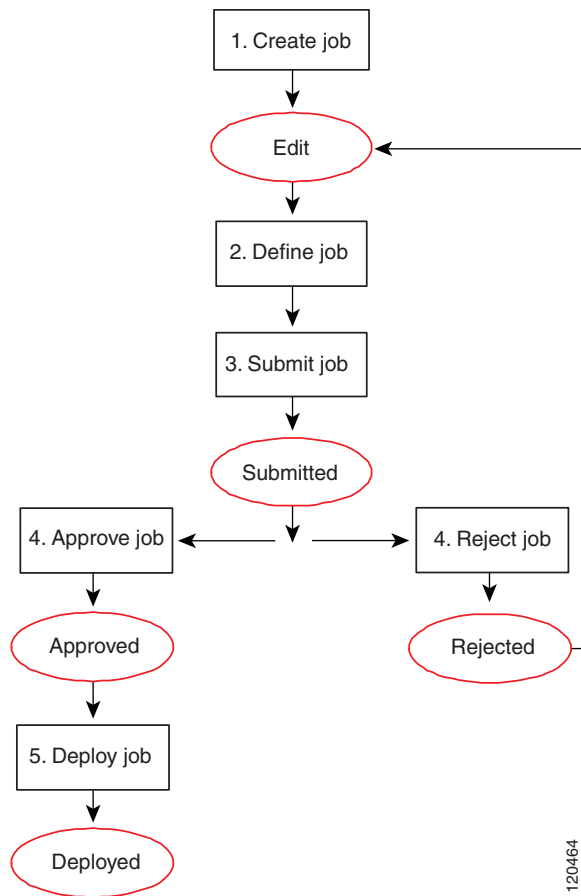 1. Create job
Edit
2. Define job
3. Submit job
Submitted
4. Approve job
4. Reject job
Approved
Rejected
5. Deploy job
Deployed
120464